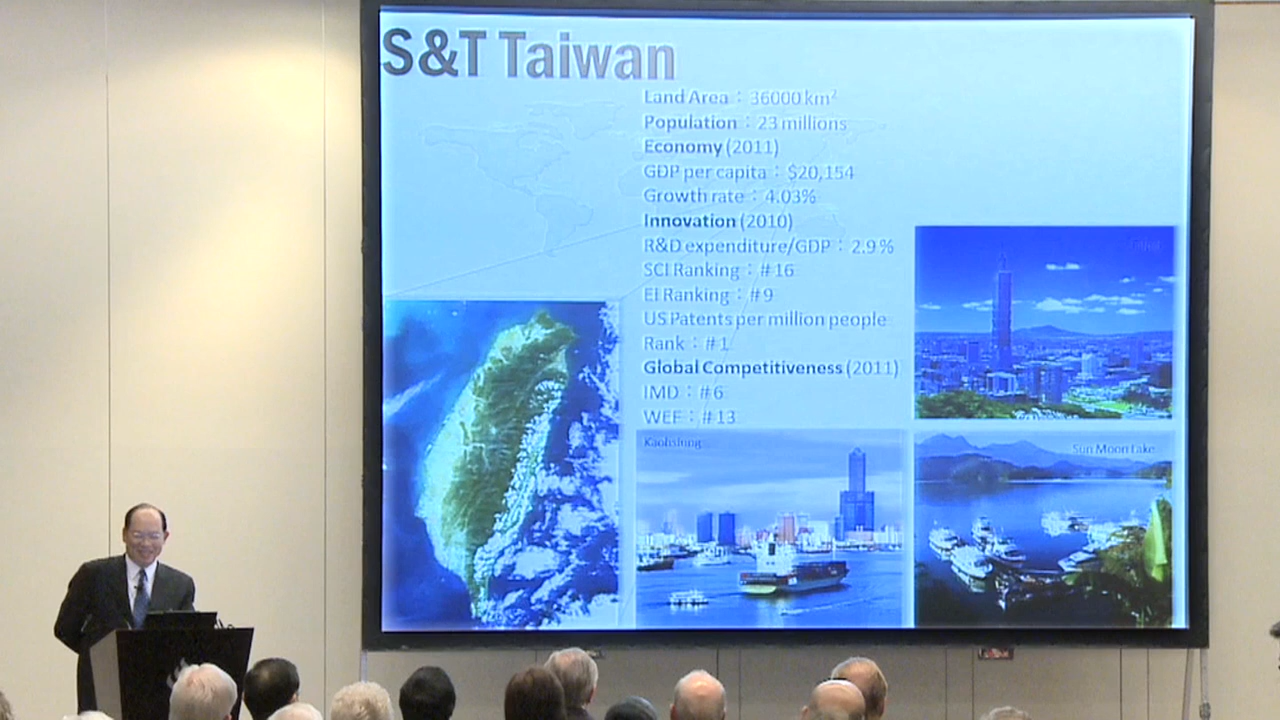 S&T Taiwan
Land Area：36000 km²
Population：23 millions
Economy (2011)
GDP per capita：$20,154
Growth rate：4.03%
Innovation (2010)
R&D expenditure/GDP：2.9 %
SCI Ranking：#16
EI Ranking：#9
US Patents per million people
Rank：#1
Global Competitiveness (2011)
IMD：#6
WEF：#13
Kaohsiung
Sun Moon Lake